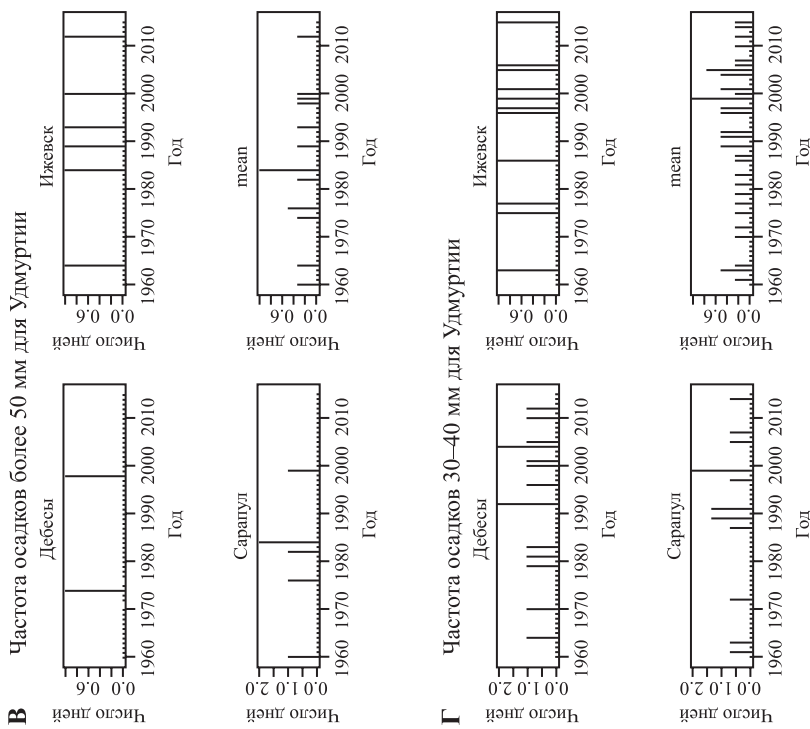 В Частота осадков более 50 мм для Удмуртии
Дебесы
Число дней
0.0 0.6
1960 1970 1980 1990 2000 2010
Год
Ижевск
Число дней
0.0 0.6
1960 1970 1980 1990 2000 2010
Год
Сарапул
Число дней
0.0 1.0 2.0
1960 1970 1980 1990 2000 2010
Год
mean
Число дней
0.0 0.6
1960 1970 1980 1990 2000 2010
Год
Г Частота осадков 30–40 мм для Удмуртии
Дебесы
Число дней
0.0 1.0 2.0
1960 1970 1980 1990 2000 2010
Год
Ижевск
Число дней
0.0 0.6
1960 1970 1980 1990 2000 2010
Год
Сарапул
Число дней
0.0 1.0 2.0
1960 1970 1980 1990 2000 2010
Год
mean
Число дней
0.0 0.6
1960 1970 1980 1990 2000 2010
Год